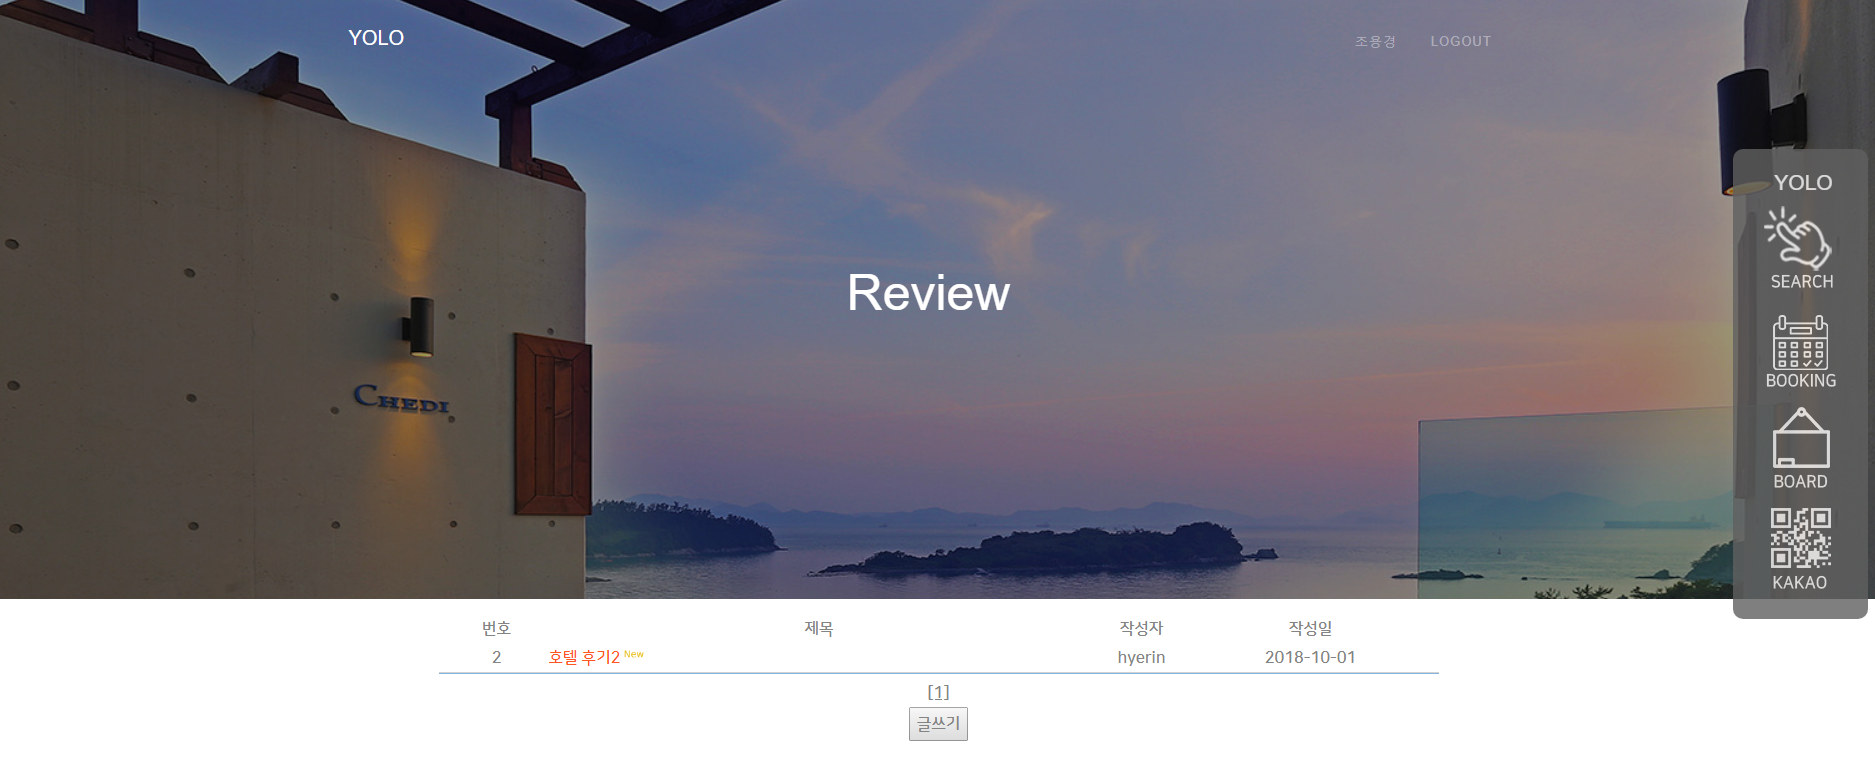 YOLO
조용경 LOGOUT
YOLO
SEARCH
Review
BOOKING
CHEDI
BOARD
KAKAO
번호 제목 작성자 작성일
2 호텔 후기2 New hyerin 2018-10-01
[1]
글쓰기